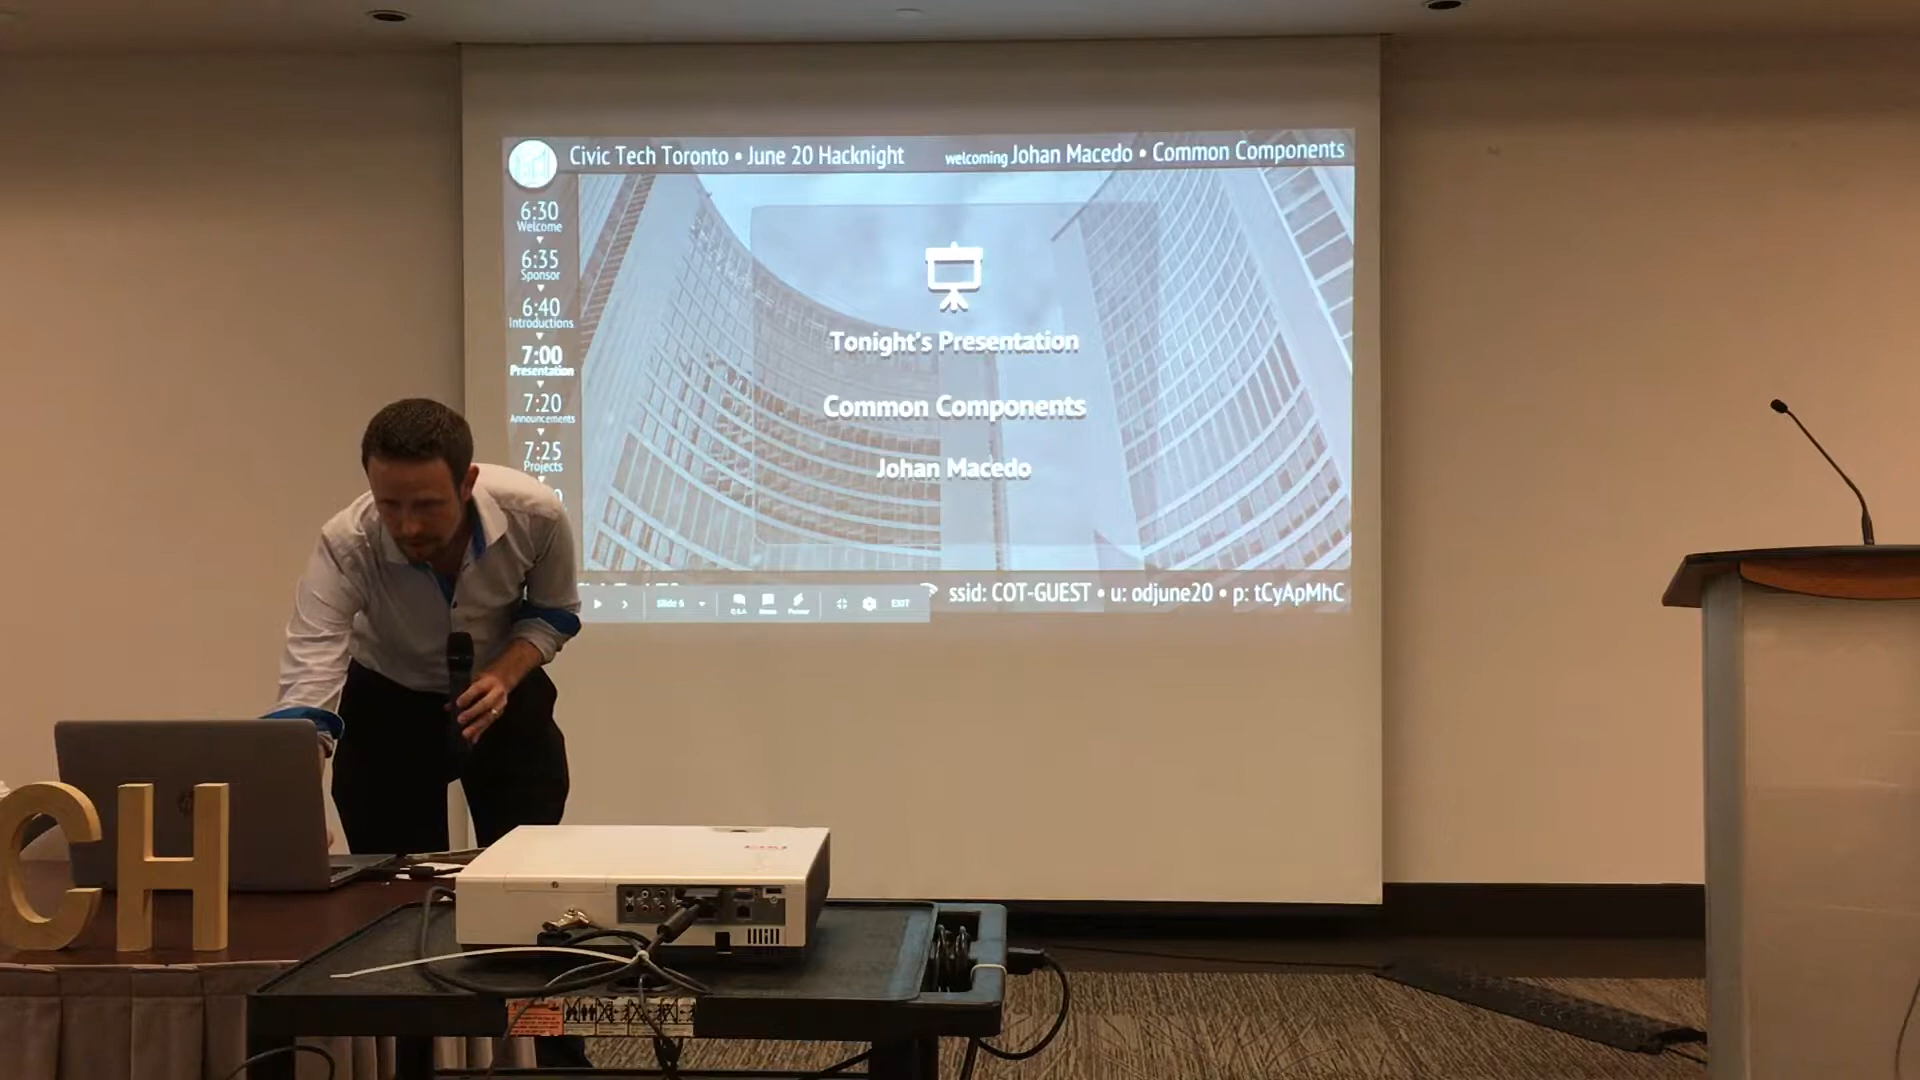 Civic Tech Toronto • June 20 Hacknight
welcoming Johan Macedo • Common Components
6:30
Welcome
6:35
Sponsor
6:40
Introductions
7:00
Presentation
7:20
Announcements
7:25
Projects
Tonight's Presentation
Common Components
Johan Macedo
ssid: COT-GUEST • u: odjune20 • p: tCyApMhC
Slide 6
EXIT
CH